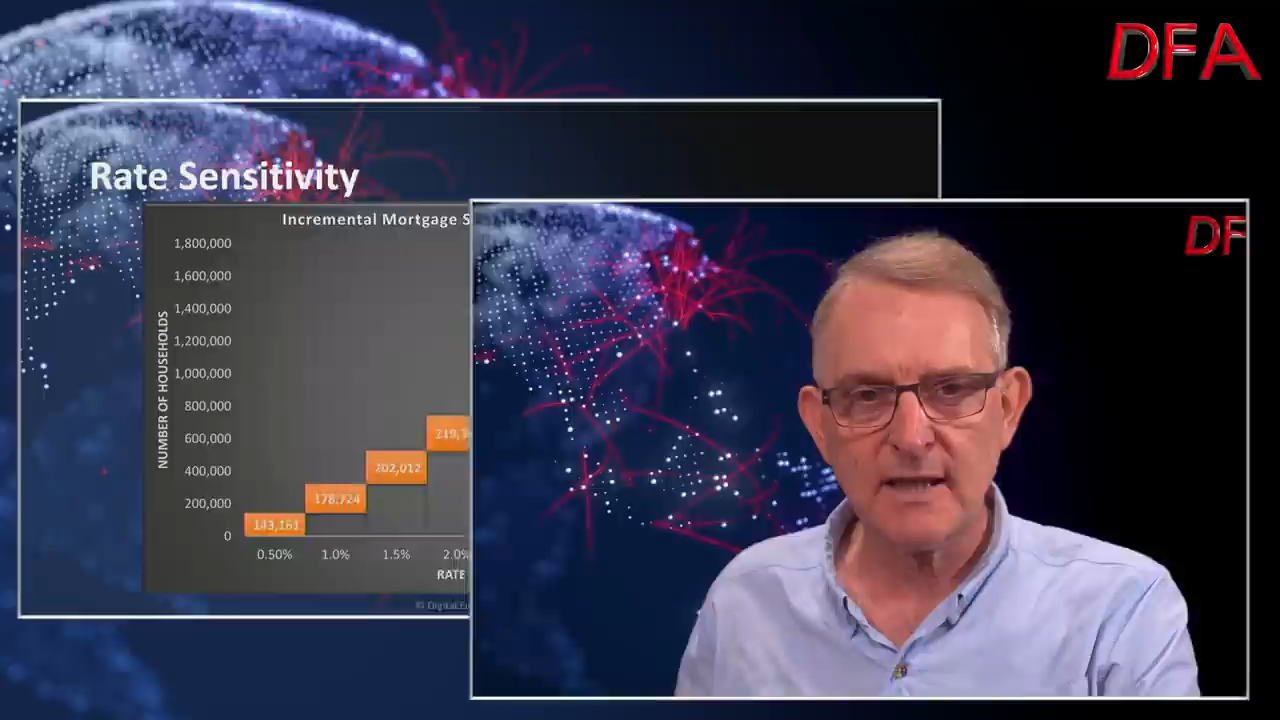 DFA
Rate Sensitivity
Incremental Mortgage S
1,800,000
1,600,000
1,400,000
1,200,000
1,000,000
800,000
600,000
400,000
200,000
0
NUMBER OF HOUSEHOLDS
143,161
178,724
202,012
0.50% 1.0% 1.5% 2.0%
RATE
© Digital
DF